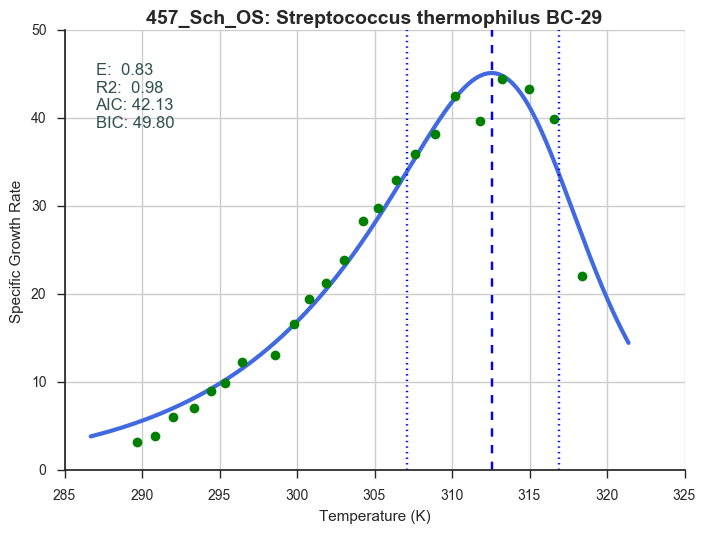 457_Sch_OS: Streptococcus thermophilus BC-29
E: 0.83
R2: 0.98
AIC: 42.13
BIC: 49.80
Specific Growth Rate
50
40
30
20
10
0
285 290 295 300 305 310 315 320 325
Temperature (K)